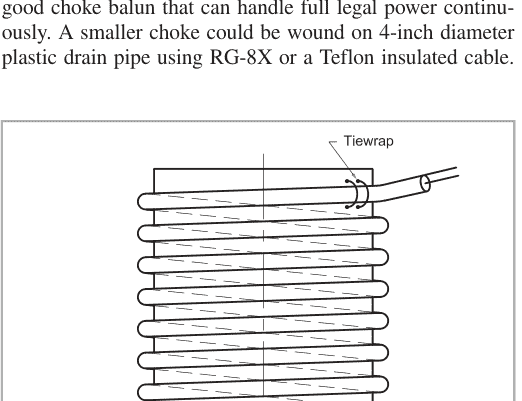 good choke balun that can handle full legal power continu-
ously. A smaller choke could be wound on 4-inch diameter
plastic drain pipe using RG-8X or a Teflon insulated cable.
Tiewrap